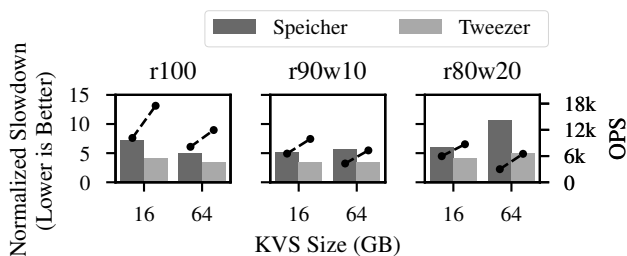 Speicher Tweezer
r100 r90w10 r80w20
Normalized Slowdown
(Lower is Better)
15
10
5
0
18k
12k
6k
0
OPS
16 64 16 64 16 64
KVS Size (GB)